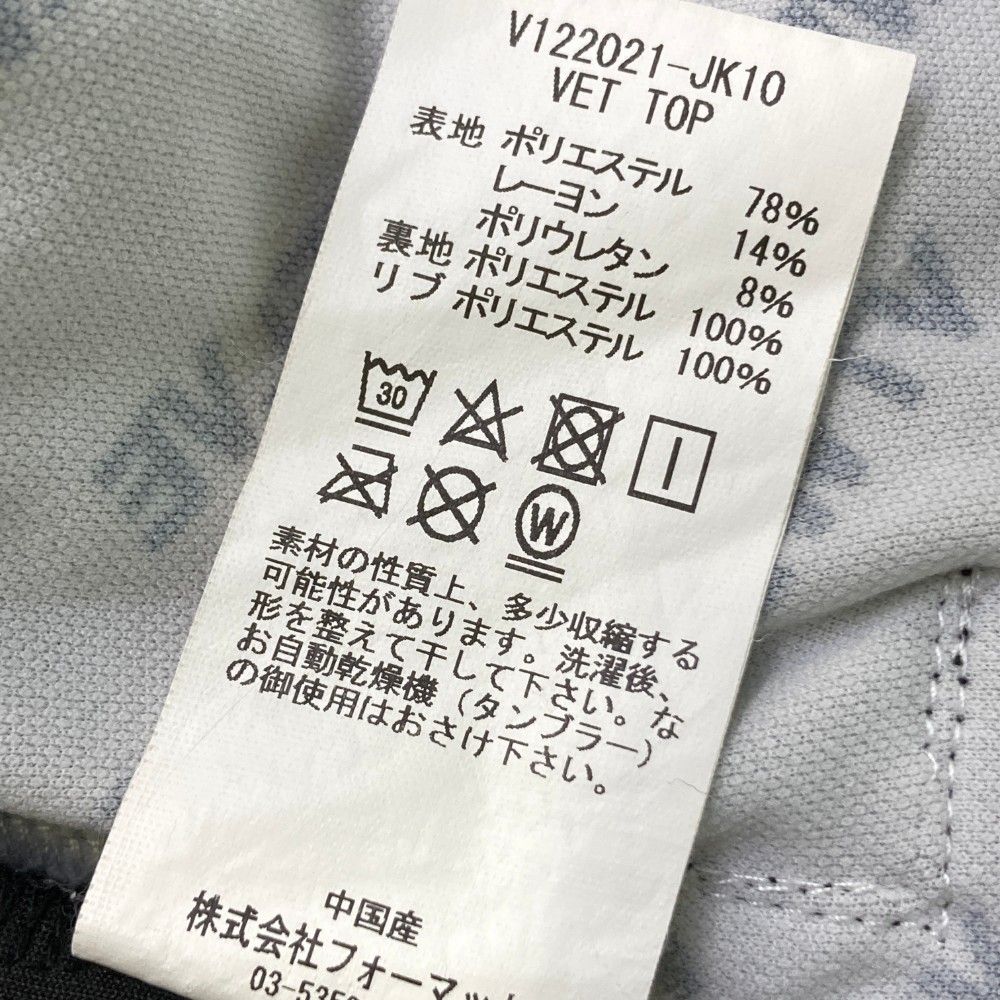 V122021-JK10
VET TOP
表地 ポリエステル 78%
レーヨン 14%
ポリウレタン 8%
裏地 ポリエステル 100%
リブ ポリエステル 100%
30
W
素材の性質上、多少収縮する
可能性があります。洗濯後、
形を整えて干して下さい。な
お自動乾燥機（タンブラー）
の御使用はおさけ下さい。
中国産
株式会社フォーマット